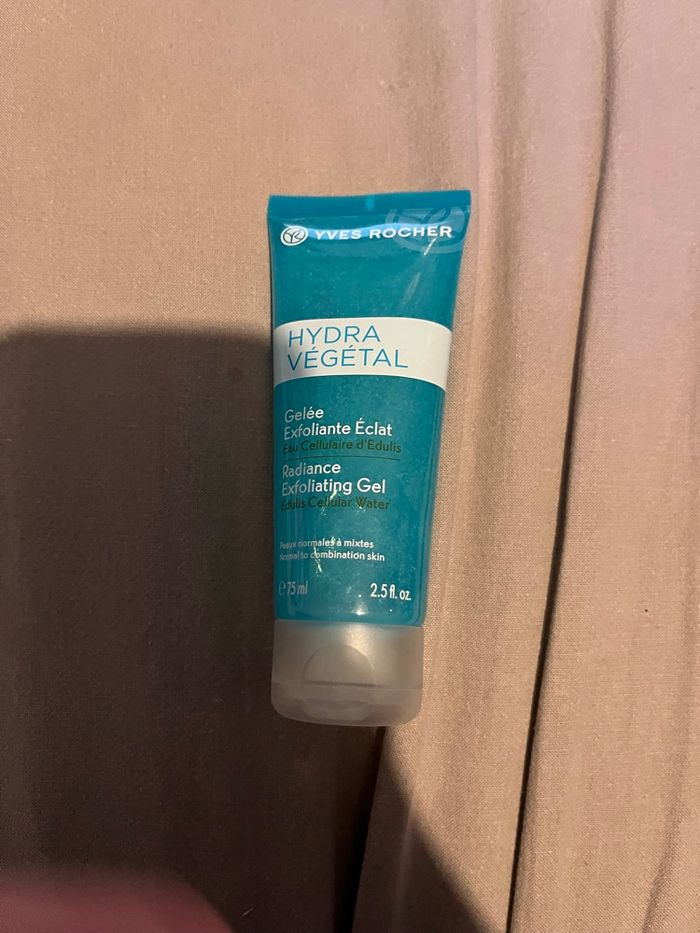 YVES ROCHER
HYDRA
VÉGÉTAL
Gelée
Exfoliante Éclat
Eau Cellulaire d'Edulis
Radiance
Exfoliating Gel
Edulis Cellular Water
Peaux normales à mixtes
Normal to combination skin
℮ 75 ml 2.5 fl. oz.